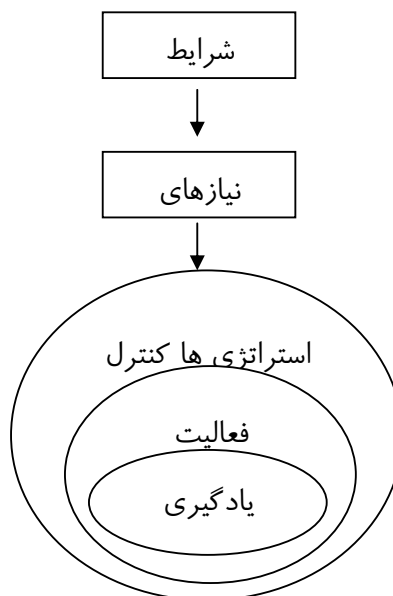 شرایط
نیازهای
استراتژی ها کنترل
فعالیت
یادگیری